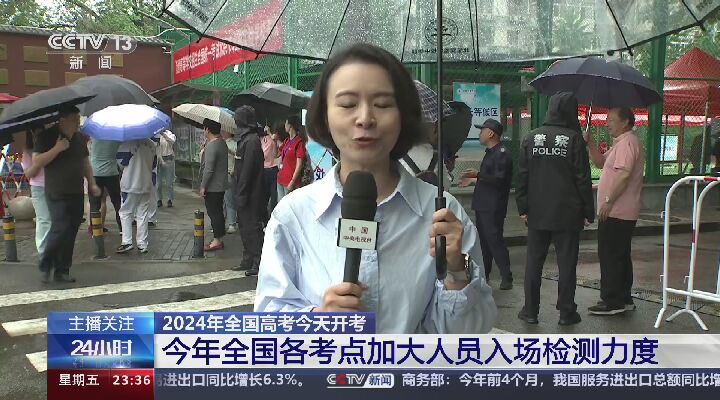 CCTV 13
新闻
等候区
警察
POLICE
中国
中央电视台
主播关注
24小时
2024年全国高考今天开考
今年全国各考点加大人员入场检测力度
星期五 23:36
进出口同比增长6.3%。 CCTV新闻 商务部：今年前4个月，我国服务进出口总额同